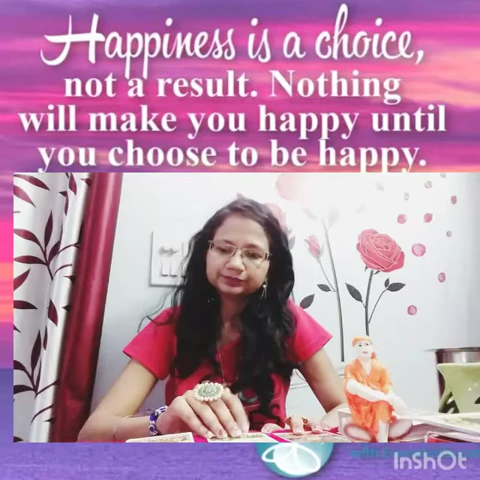 Happiness is a choice,
not a result. Nothing
will make you happy until
you choose to be happy.
InShOt